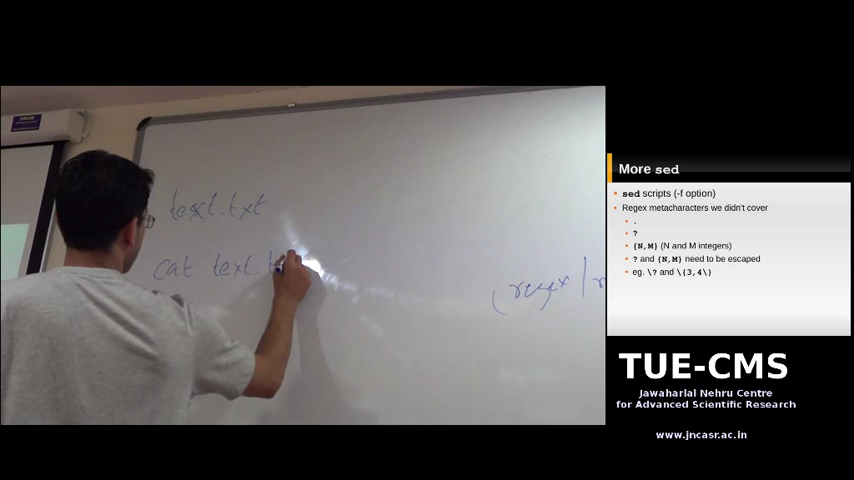 text.txt
cat text.t
(regex |
More sed
sed scripts (-f option)
Regex metacharacters we didn't cover
.
?
{N,M} (N and M integers)
? and {N,M} need to be escaped
eg. \? and \{3,4\}
TUE-CMS
Jawaharlal Nehru Centre
for Advanced Scientific Research
www.jncasr.ac.in